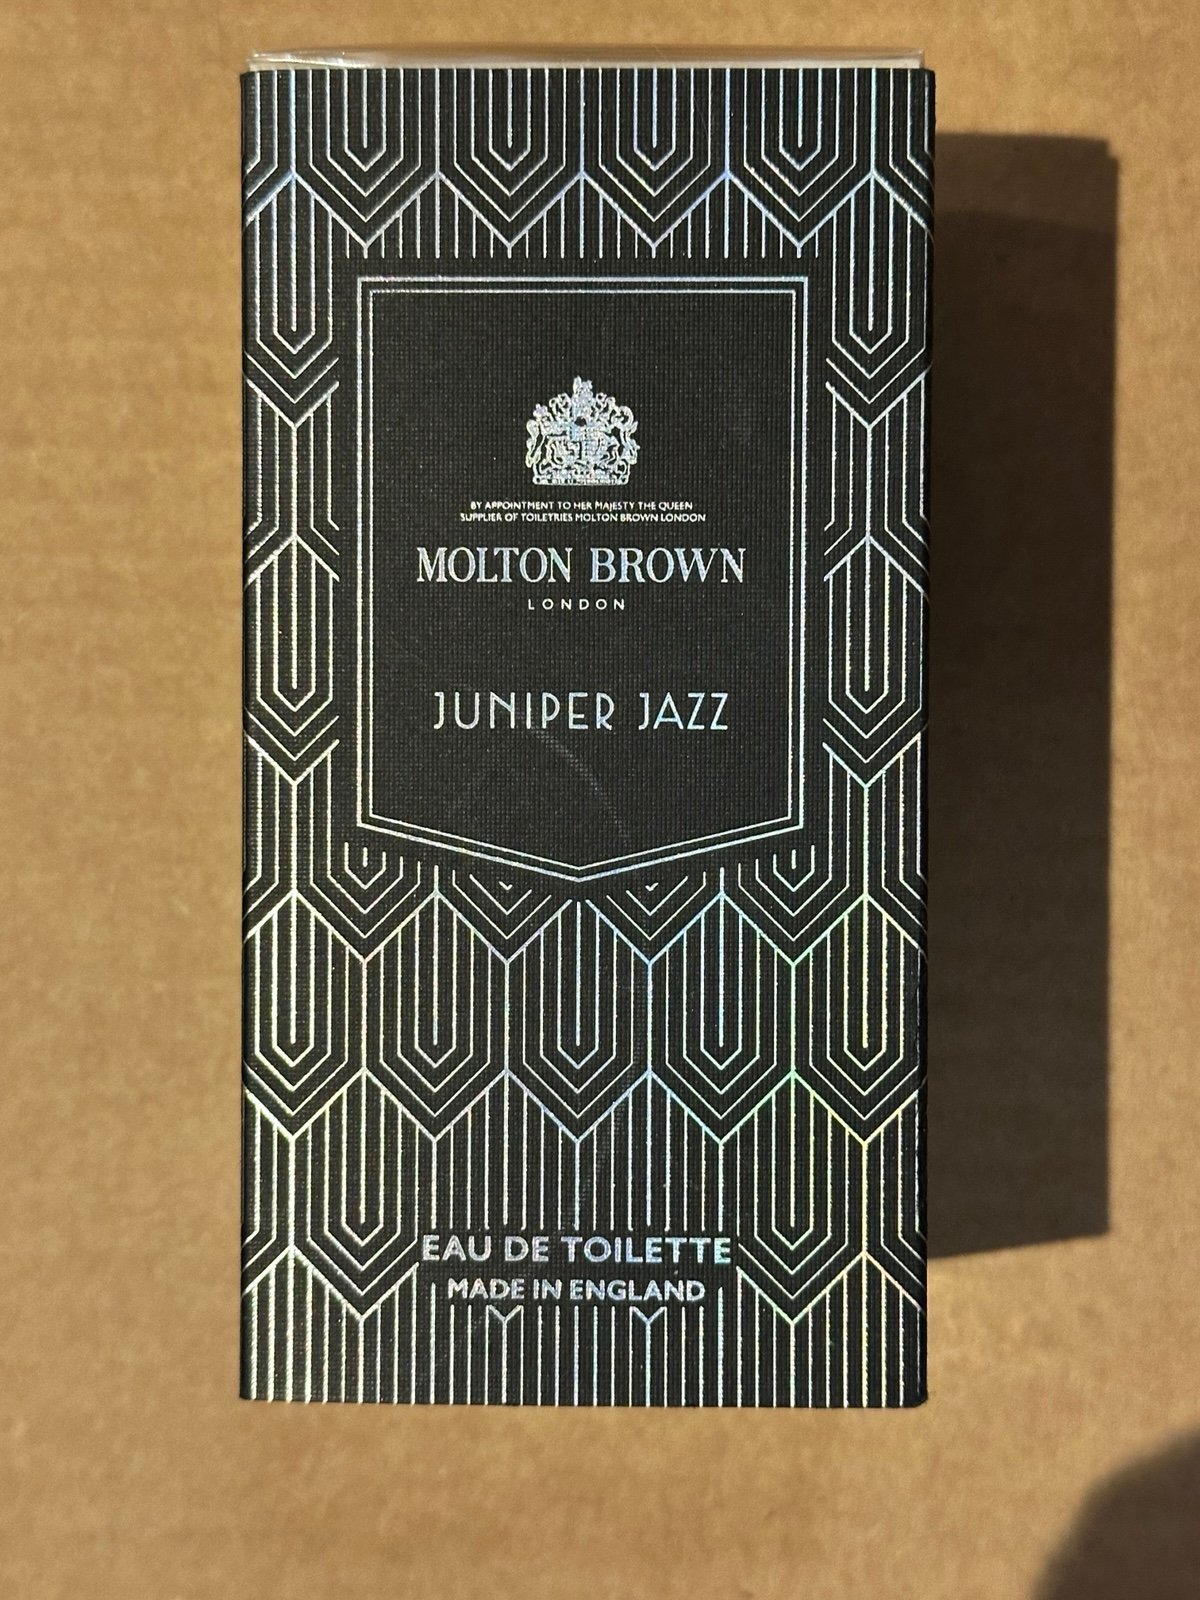 BY APPOINTMENT TO HER MAJESTY THE QUEEN
SUPPLIER OF TOILETRIES MOLTON BROWN LONDON
MOLTON BROWN
LONDON
JUNIPER JAZZ
EAU DE TOILETTE
MADE IN ENGLAND